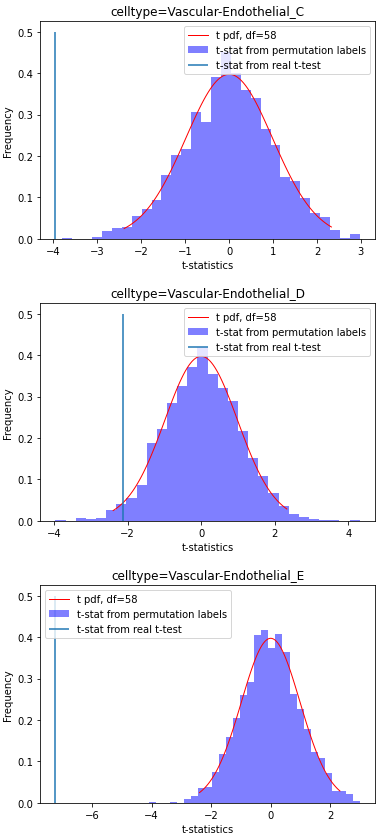 celltype=Vascular-Endothelial_C
0.5
0.4
0.3
0.2
0.1
0.0
Frequency
t pdf, df=58
t-stat from permutation labels
t-stat from real t-test
−4 −3 −2 −1 0 1 2 3
t-statistics
celltype=Vascular-Endothelial_D
0.5
0.4
0.3
0.2
0.1
0.0
Frequency
t pdf, df=58
t-stat from permutation labels
t-stat from real t-test
−4 −2 0 2 4
t-statistics
celltype=Vascular-Endothelial_E
0.5
0.4
0.3
0.2
0.1
0.0
Frequency
t pdf, df=58
t-stat from permutation labels
t-stat from real t-test
−6 −4 −2 0 2
t-statistics